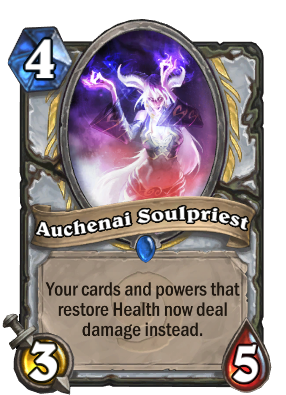 4
Auchenai Soulpriest
Your cards and powers that
restore Health now deal
damage instead.
3
5